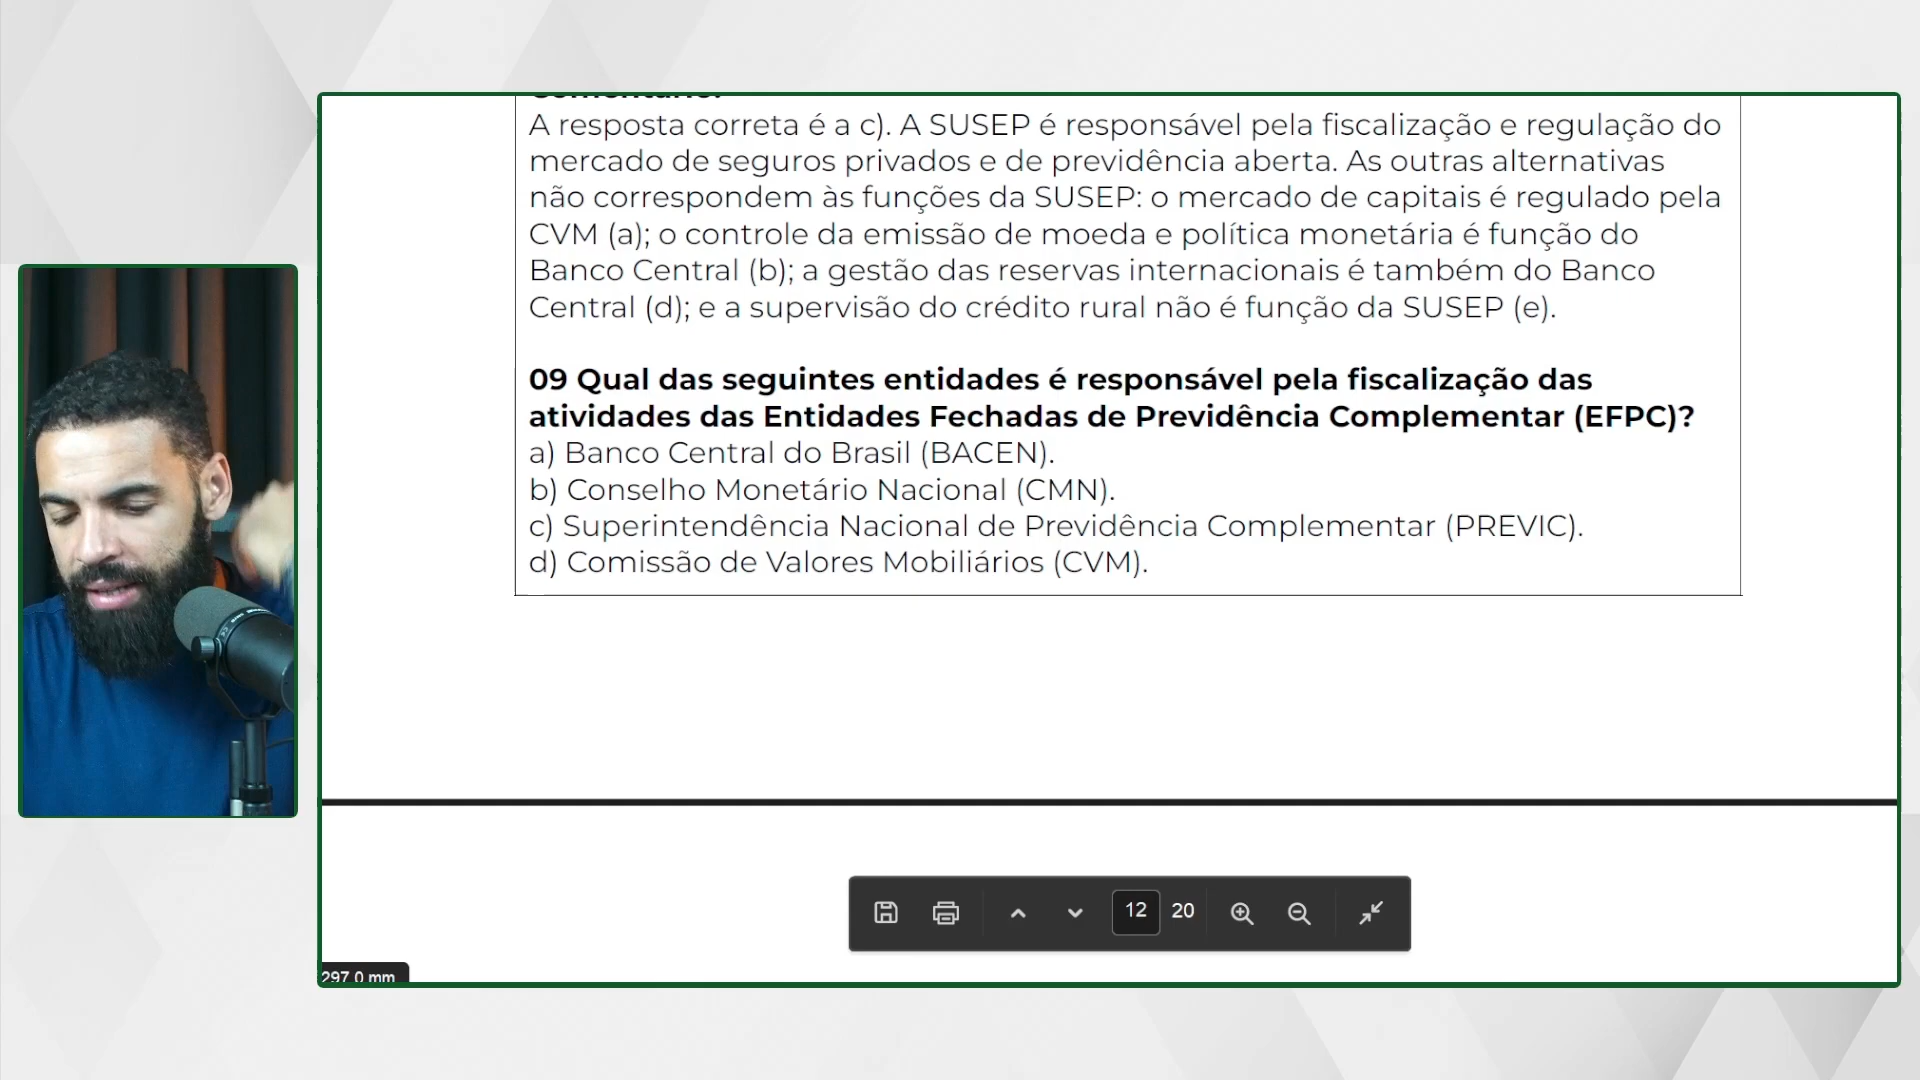 Comentário:
A resposta correta é a c). A SUSEP é responsável pela fiscalização e regulação do
mercado de seguros privados e de previdência aberta. As outras alternativas
não correspondem às funções da SUSEP: o mercado de capitais é regulado pela
CVM (a); o controle da emissão de moeda e política monetária é função do
Banco Central (b); a gestão das reservas internacionais é também do Banco
Central (d); e a supervisão do crédito rural não é função da SUSEP (e).
09 Qual das seguintes entidades é responsável pela fiscalização das
atividades das Entidades Fechadas de Previdência Complementar (EFPC)?
a) Banco Central do Brasil (BACEN).
b) Conselho Monetário Nacional (CMN).
c) Superintendência Nacional de Previdência Complementar (PREVIC).
d) Comissão de Valores Mobiliários (CVM).
12 20
297,0 mm